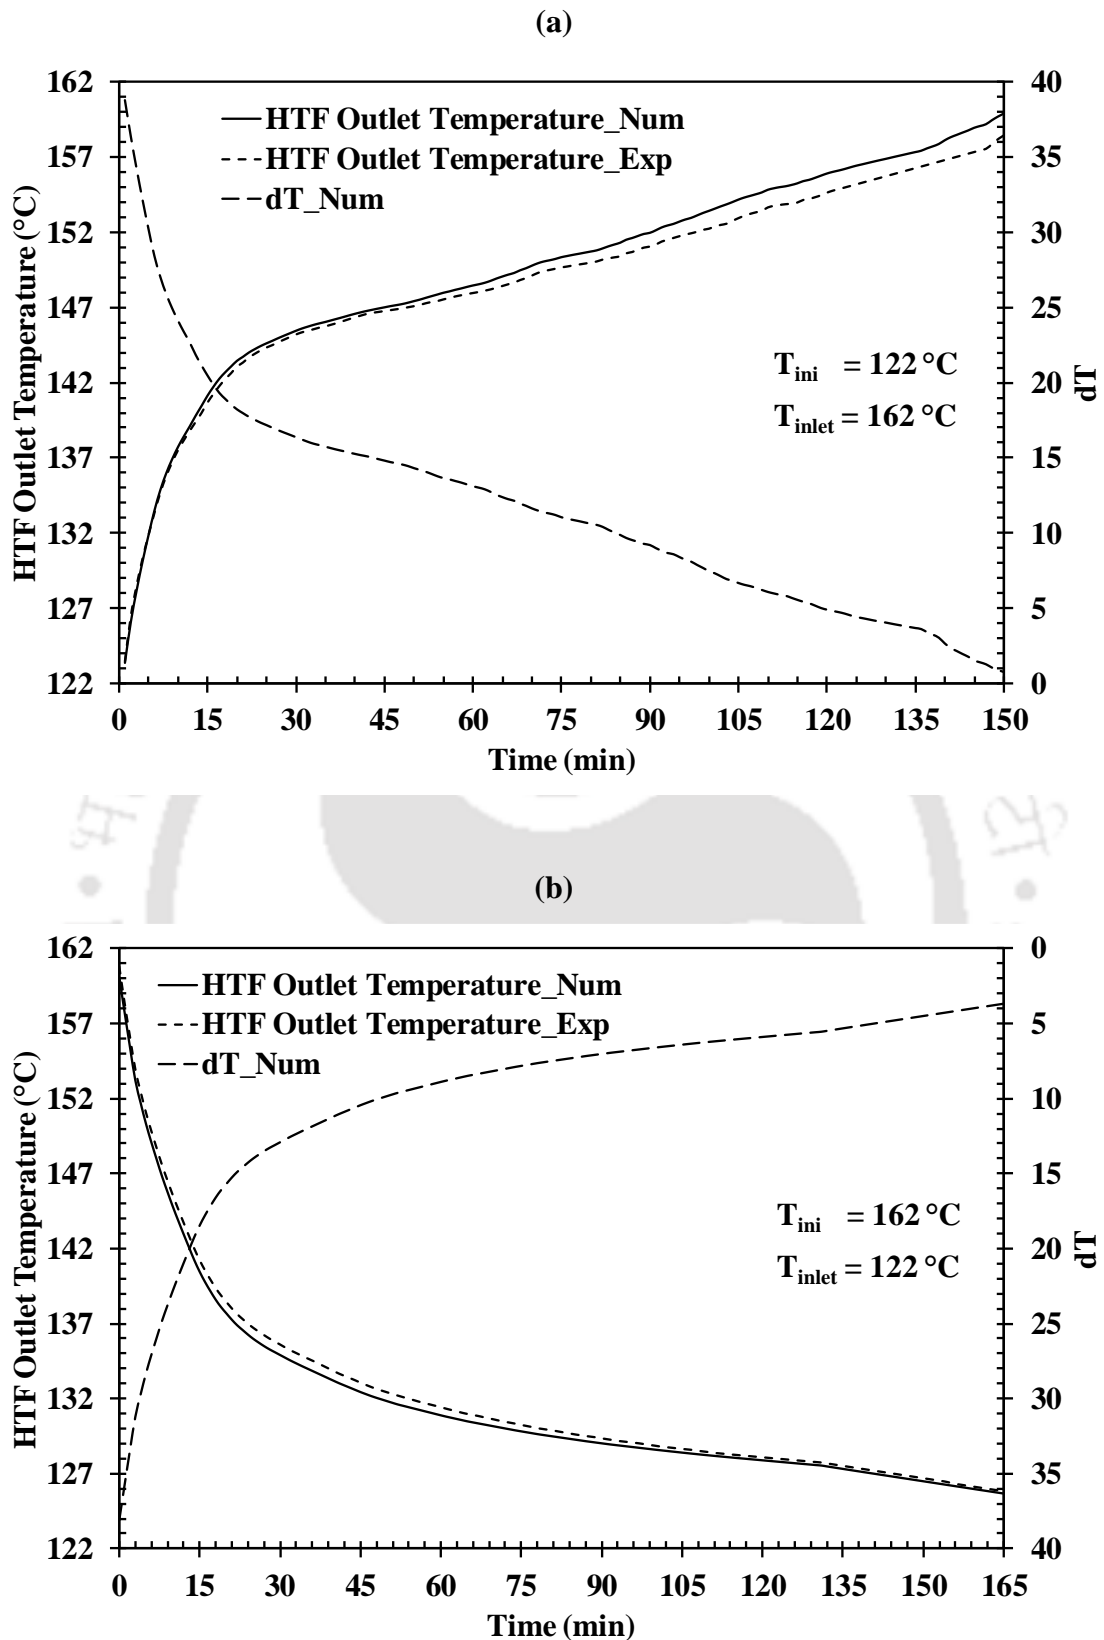 (a)
HTF Outlet Temperature_Num
HTF Outlet Temperature_Exp
dT_Num
T_ini = 122 °C
T_inlet = 162 °C
HTF Outlet Temperature (°C)
162
157
152
147
142
137
132
127
122
40
35
30
25
20
15
10
5
0
dT
0 15 30 45 60 75 90 105 120 135 150
Time (min)
(b)
HTF Outlet Temperature_Num
HTF Outlet Temperature_Exp
dT_Num
T_ini = 162 °C
T_inlet = 122 °C
HTF Outlet Temperature (°C)
162
157
152
147
142
137
132
127
122
0
5
10
15
20
25
30
35
40
dT
0 15 30 45 60 75 90 105 120 135 150 165
Time (min)